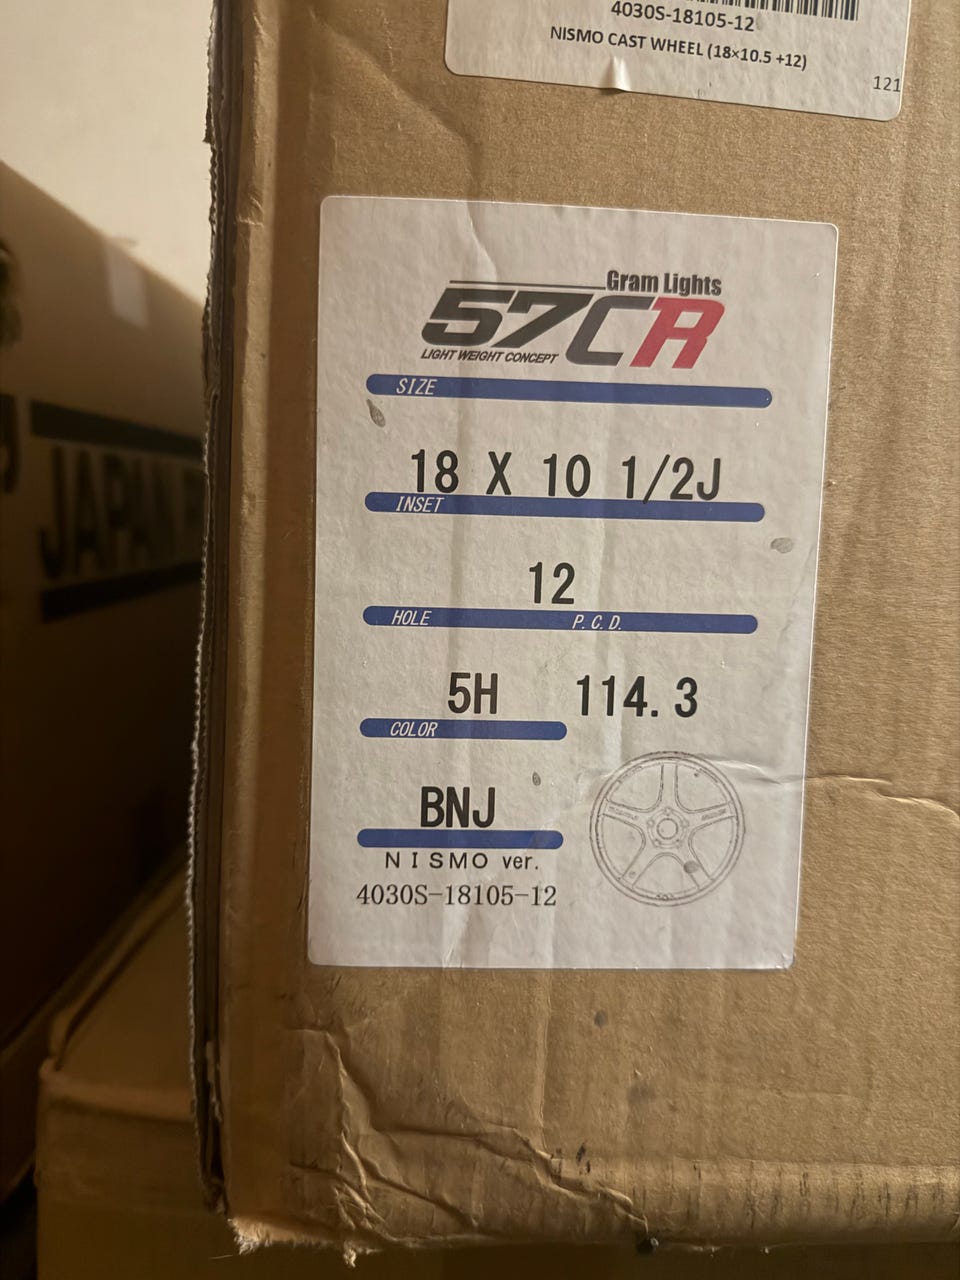 4030S-18105-12
NISMO CAST WHEEL (18×10.5 +12)
121
Gram Lights
57CR
LIGHT WEIGHT CONCEPT
SIZE
18 X 10 1/2J
INSET
12
HOLE P.C.D.
5H 114.3
COLOR
BNJ
NISMO ver.
4030S-18105-12
JAPAN